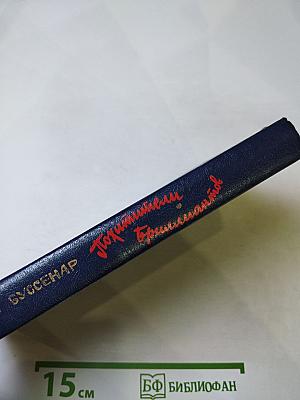 БУССЕНАР
Похитители
бриллиантов
15 см
БФ БИБЛИОФАН